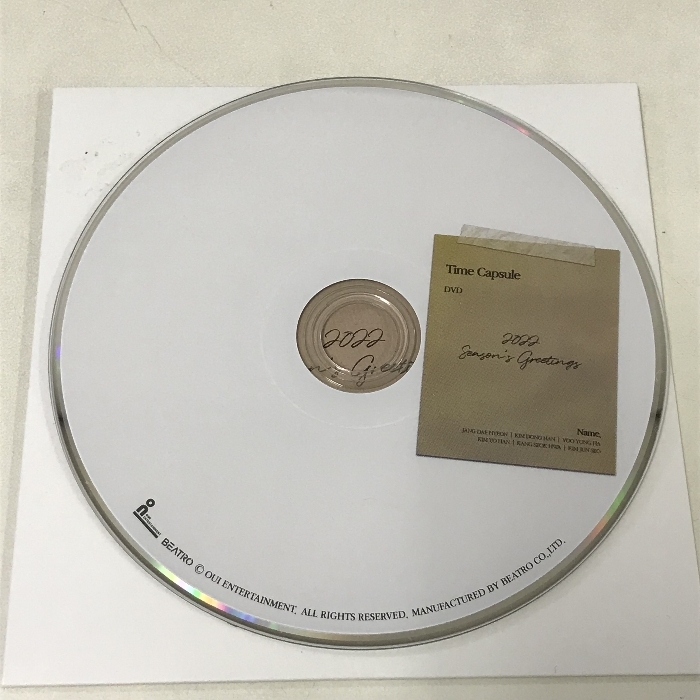 Time Capsule
DVD
2022
Season's Greetings
Name.
JANG DAE HYEON | KIM DONG HAN | YOO YONG HA
KIM YO HAN | KANG SEOK HWA | KIM JUN SEO
2022
n's Greeti
BEATRO © OUI ENTERTAINMENT. ALL RIGHTS RESERVED. MANUFACTURED BY BEATRO CO., LTD.